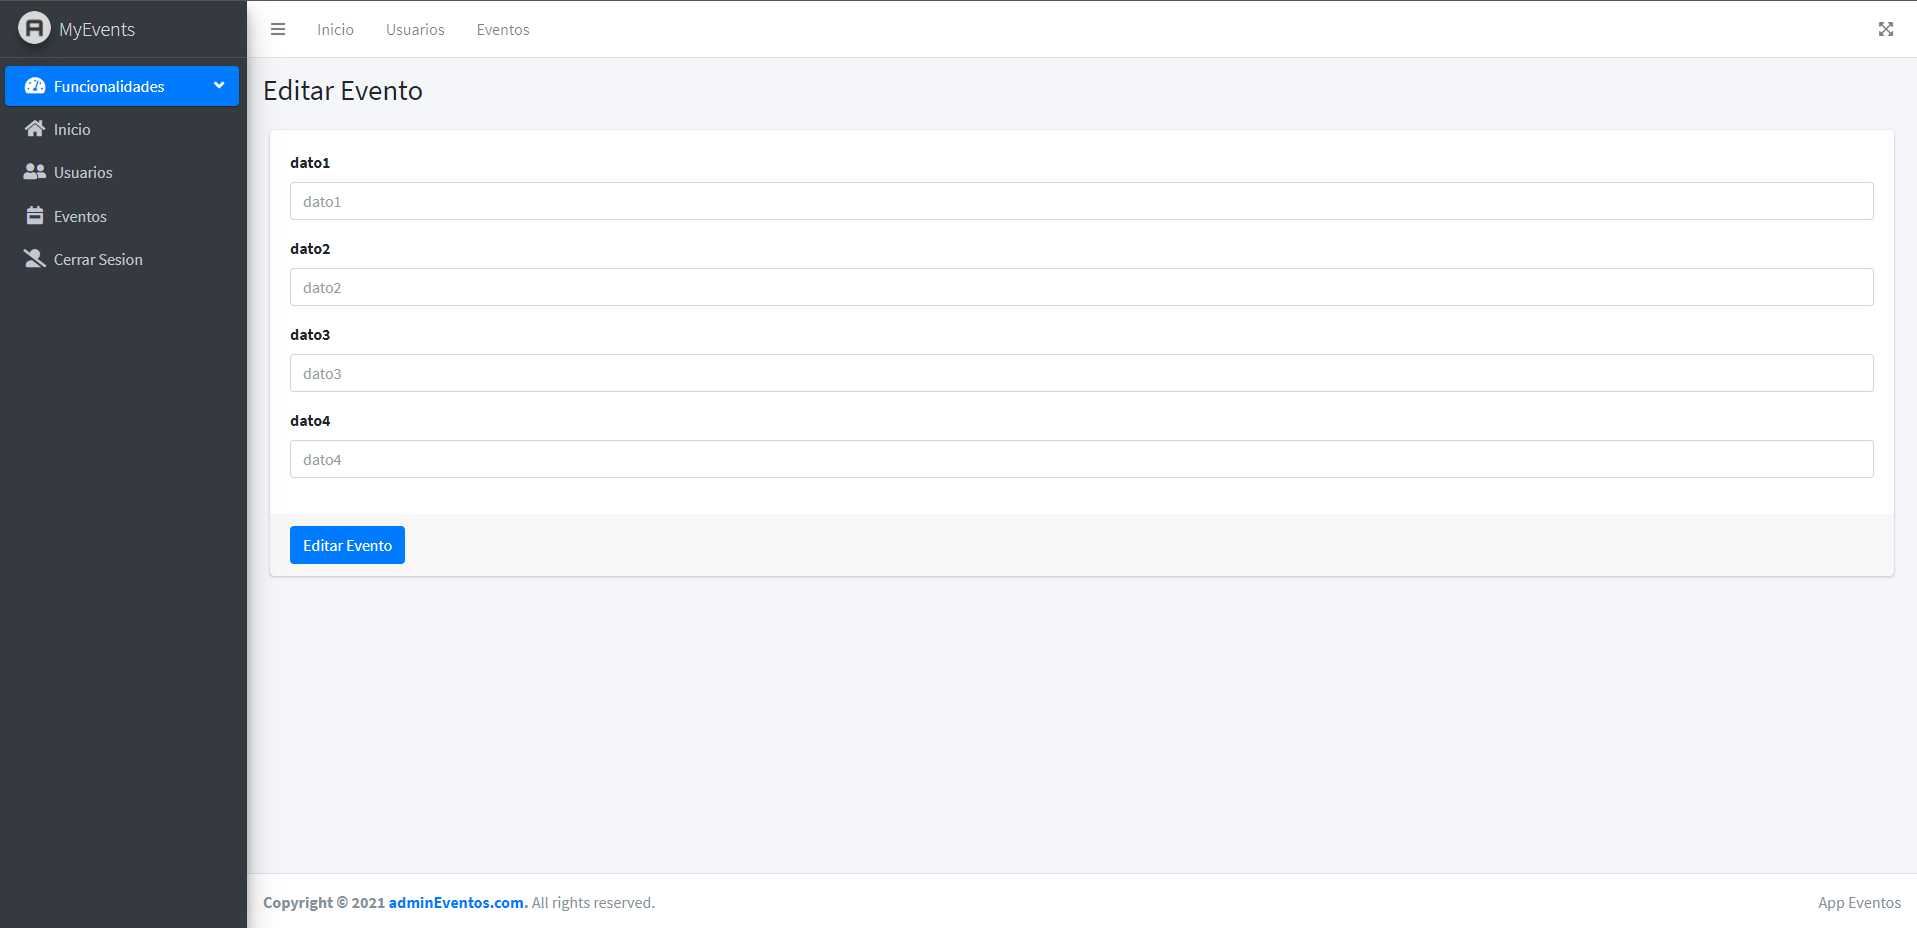 MyEvents
Funcionalidades
Inicio
Usuarios
Eventos
Cerrar Sesion
Inicio Usuarios Eventos
Editar Evento
dato1
dato1
dato2
dato2
dato3
dato3
dato4
dato4
Editar Evento
Copyright © 2021 adminEventos.com. All rights reserved.
App Eventos